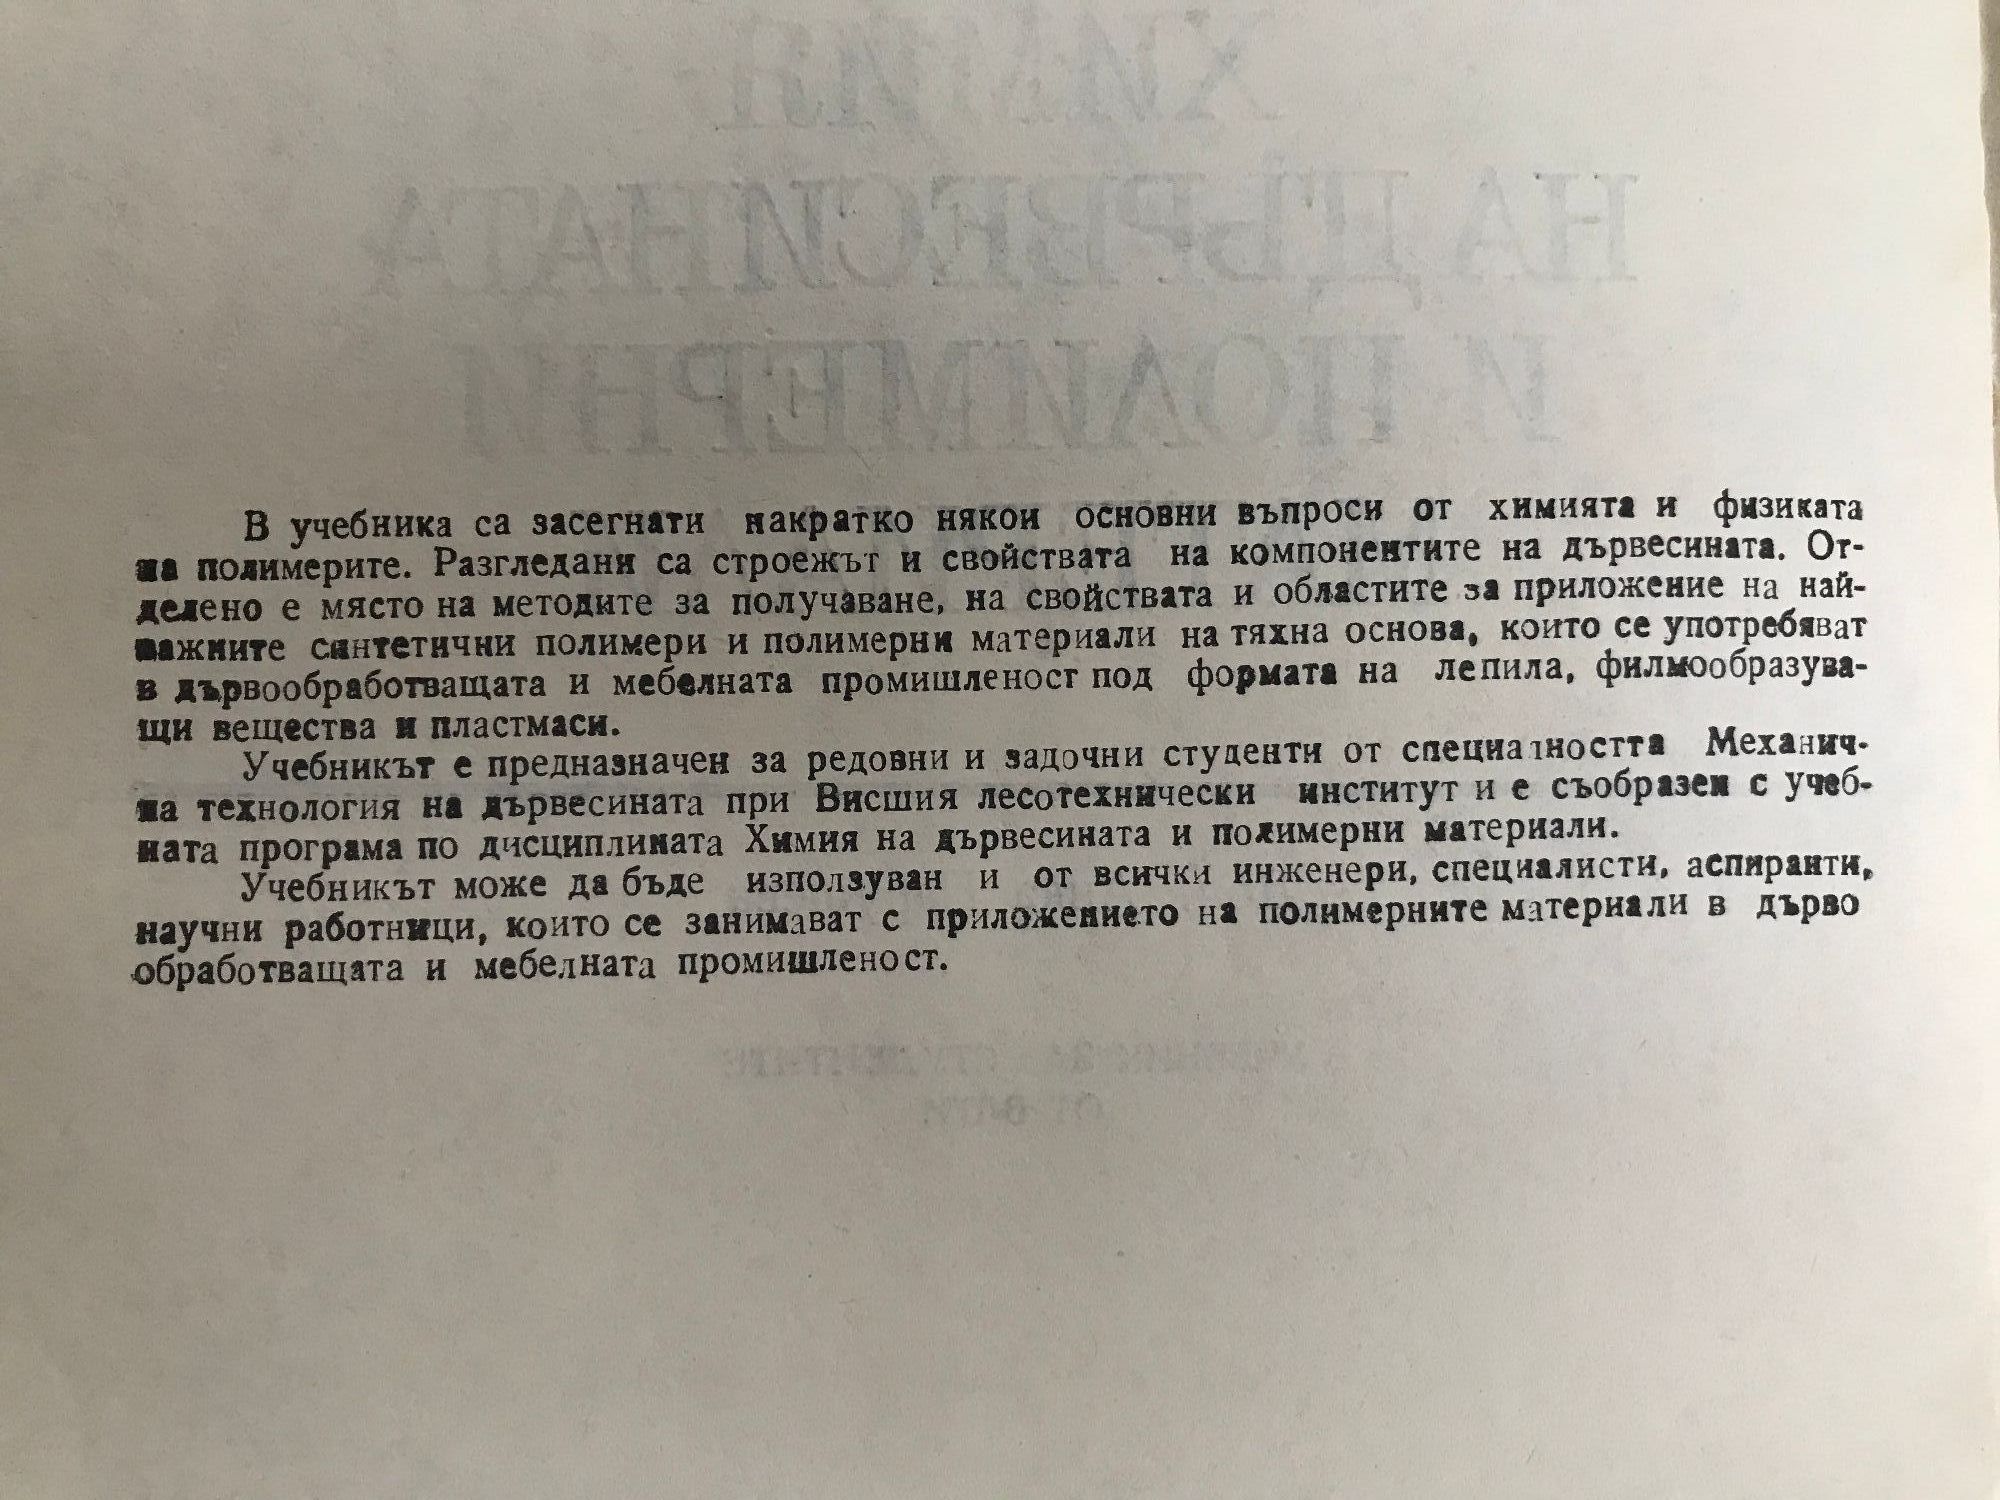 ХИМИЯ
НА ДЪРВЕСИНАТА
И ПОЛИМЕРНИ
В учебника са засегнати накратко някои основни въпроси от химията и физиката
на полимерите. Разгледани са строежът и свойствата на компонентите на дървесината. От-
делено е място на методите за получаване, на свойствата и областите за приложение на най-
важните синтетични полимери и полимерни материали на тяхна основа, които се употребяват
в дървообработващата и мебелната промишленост под формата на лепила, филмообразува-
щи вещества и пластмаси.
Учебникът е предназначен за редовни и задочни студенти от специалността Механич-
на технология на дървесината при Висшия лесотехнически институт и е съобразен с учеб-
ната програма по дисциплината Химия на дървесината и полимерни материали.
Учебникът може да бъде използуван и от всички инженери, специалисти, аспиранти,
научни работници, които се занимават с приложението на полимерните материали в дърво
обработващата и мебелната промишленост.